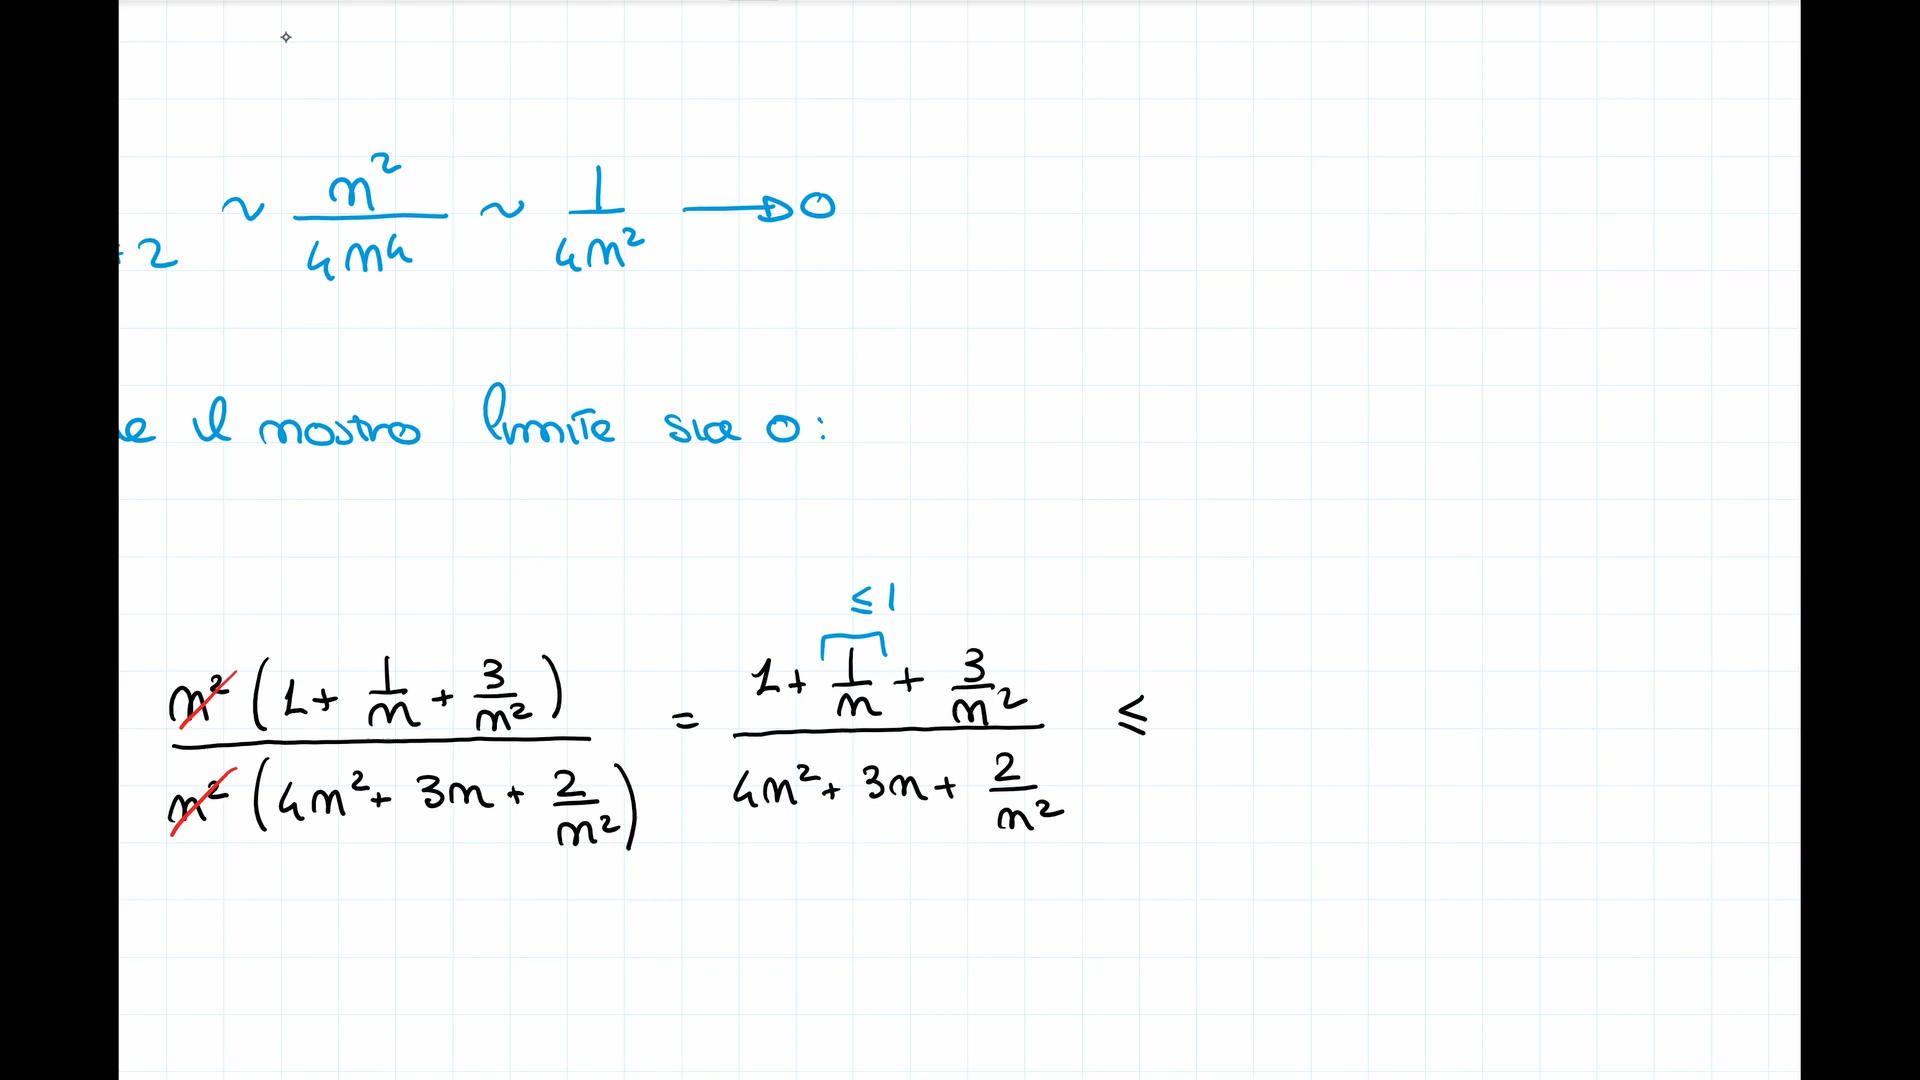 + 2 ~ n² / 4n⁴ ~ 1 / 4n² → 0
e il nostro limite sia 0:
≤ 1
n² (1 + 1/n + 3/n²) / n² (4n² + 3n + 2/n²) = 1 + 1/n + 3/n² / 4n² + 3n + 2/n² ≤